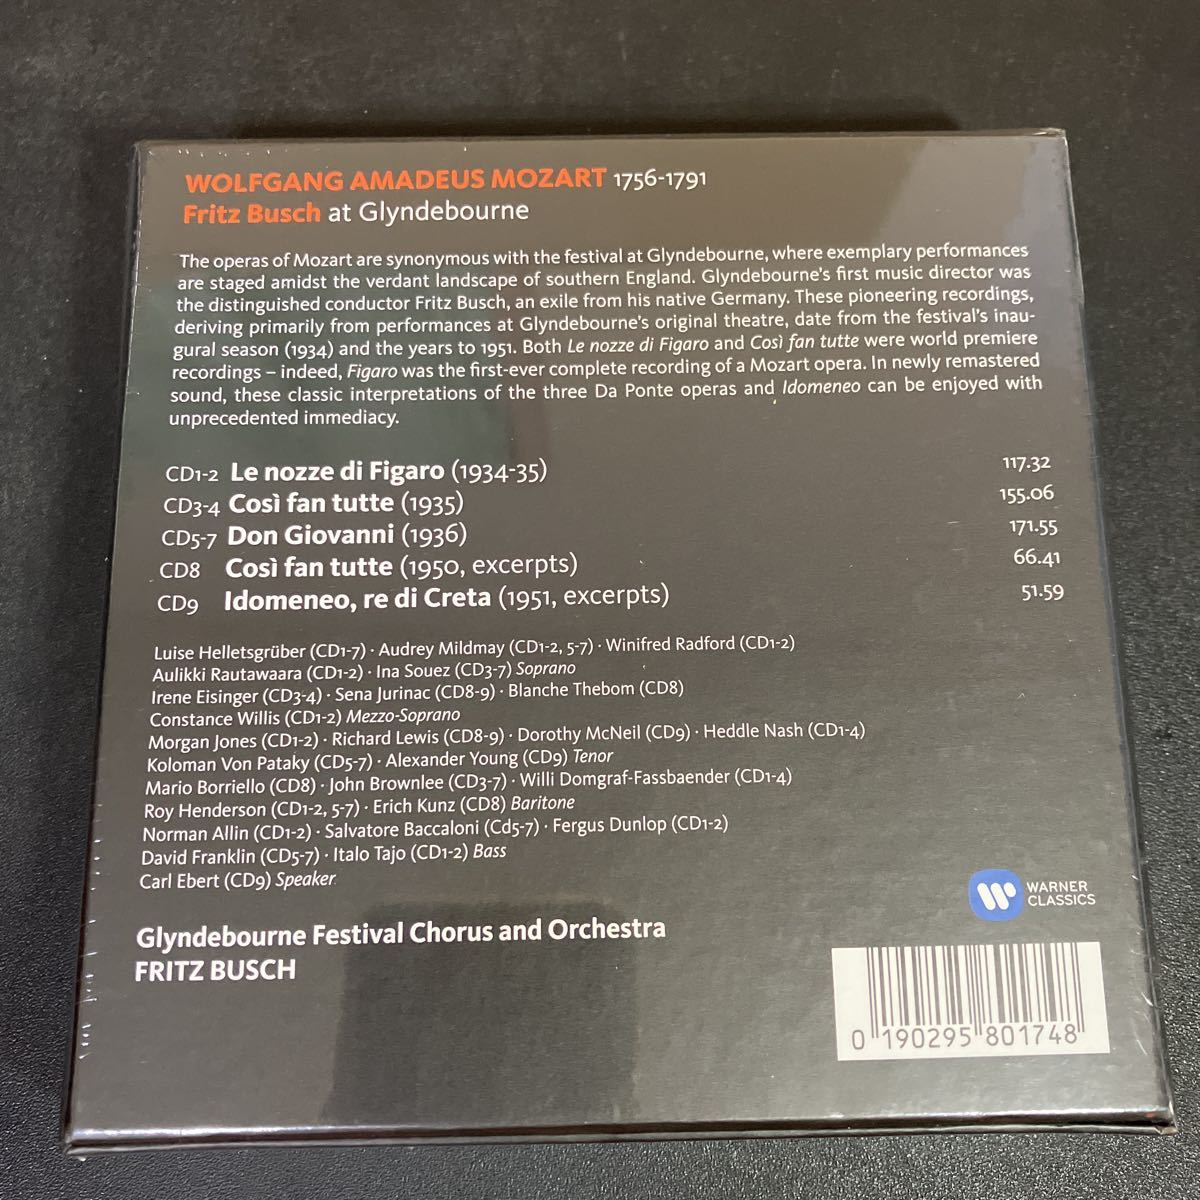 WOLFGANG AMADEUS MOZART 1756-1791
Fritz Busch at Glyndebourne
The operas of Mozart are synonymous with the festival at Glyndebourne, where exemplary performances
are staged amidst the verdant landscape of southern England. Glyndebourne's first music director was
the distinguished conductor Fritz Busch, an exile from his native Germany. These pioneering recordings,
deriving primarily from performances at Glyndebourne's original theatre, date from the festival's inau-
gural season (1934) and the years to 1951. Both Le nozze di Figaro and Così fan tutte were world premiere
recordings – indeed, Figaro was the first-ever complete recording of a Mozart opera. In newly remastered
sound, these classic interpretations of the three Da Ponte operas and Idomeneo can be enjoyed with
unprecedented immediacy.
CD1-2 Le nozze di Figaro (1934-35) 117.32
CD3-4 Così fan tutte (1935) 155.06
CD5-7 Don Giovanni (1936) 171.55
CD8 Così fan tutte (1950, excerpts) 66.41
CD9 Idomeneo, re di Creta (1951, excerpts) 51.59
Luise Helletsgrüber (CD1-7) · Audrey Mildmay (CD1-2, 5-7) · Winifred Radford (CD1-2)
Aulikki Rautawaara (CD1-2) · Ina Souez (CD3-7) Soprano
Irene Eisinger (CD3-4) · Sena Jurinac (CD8-9) · Blanche Thebom (CD8)
Constance Willis (CD1-2) Mezzo-Soprano
Morgan Jones (CD1-2) · Richard Lewis (CD8-9) · Dorothy McNeil (CD9) · Heddle Nash (CD1-4)
Koloman Von Pataky (CD5-7) · Alexander Young (CD9) Tenor
Mario Borriello (CD8) · John Brownlee (CD3-7) · Willi Domgraf-Fassbaender (CD1-4)
Roy Henderson (CD1-2, 5-7) · Erich Kunz (CD8) Baritone
Norman Allin (CD1-2) · Salvatore Baccaloni (Cd5-7) · Fergus Dunlop (CD1-2)
David Franklin (CD5-7) · Italo Tajo (CD1-2) Bass
Carl Ebert (CD9) Speaker
WARNER
CLASSICS
Glyndebourne Festival Chorus and Orchestra
FRITZ BUSCH
0 190295 801748